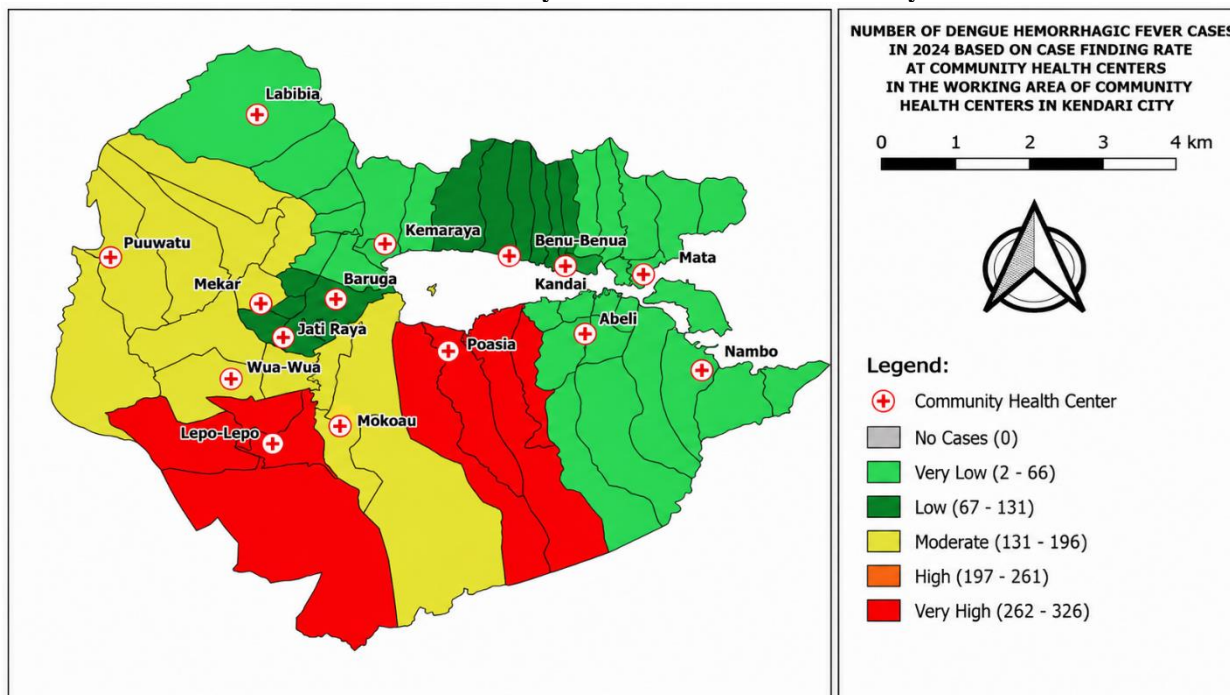 NUMBER OF DENGUE HEMORRHAGIC FEVER CASES
IN 2024 BASED ON CASE FINDING RATE
AT COMMUNITY HEALTH CENTERS
IN THE WORKING AREA OF COMMUNITY
HEALTH CENTERS IN KENDARI CITY
0 1 2 3 4 km
Labibia
Kemaraya
Benu-Benua
Puuwatu
Mata
Mekar
Baruga
Kandai
Jati Raya
Abeli
Poasia
Nambo
Wua-Wua
Mokoau
Lepo-Lepo
Legend:
Community Health Center
No Cases (0)
Very Low (2 - 66)
Low (67 - 131)
Moderate (131 - 196)
High (197 - 261)
Very High (262 - 326)